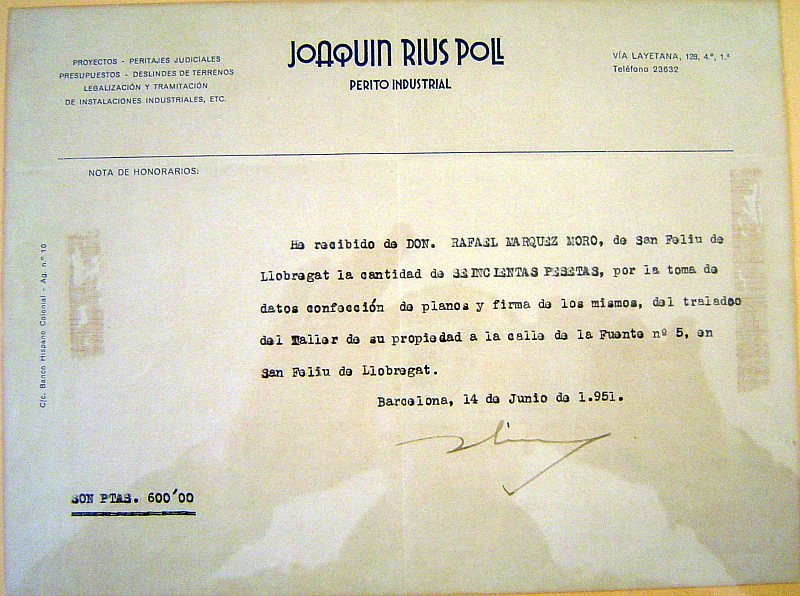 PROYECTOS - PERITAJES JUDICIALES
PRESUPUESTOS - DESLINDES DE TERRENOS
LEGALIZACIÓN Y TRAMITACIÓN
DE INSTALACIONES INDUSTRIALES, ETC.
JOAQUIN RIUS POLL
PERITO INDUSTRIAL
VÍA LAYETANA, 129, 4.º, 1.ª
Teléfono 23632
NOTA DE HONORARIOS:
C/c. Banco Hispano Colonial - Ag. n.º 10
He recibido de DON. RAFAEL MARQUEZ MORO, de San Feliu de
Llobregat la cantidad de SEINCIENTAS PESETAS, por la toma de
datos confección de planos y firma de los mismos, del tralado
del Taller de su propiedad a la calle de la Fuente nº 5, en
San Feliu de Llobregat.
Barcelona, 14 de Junio de 1.951.
SON PTAS. 600'00